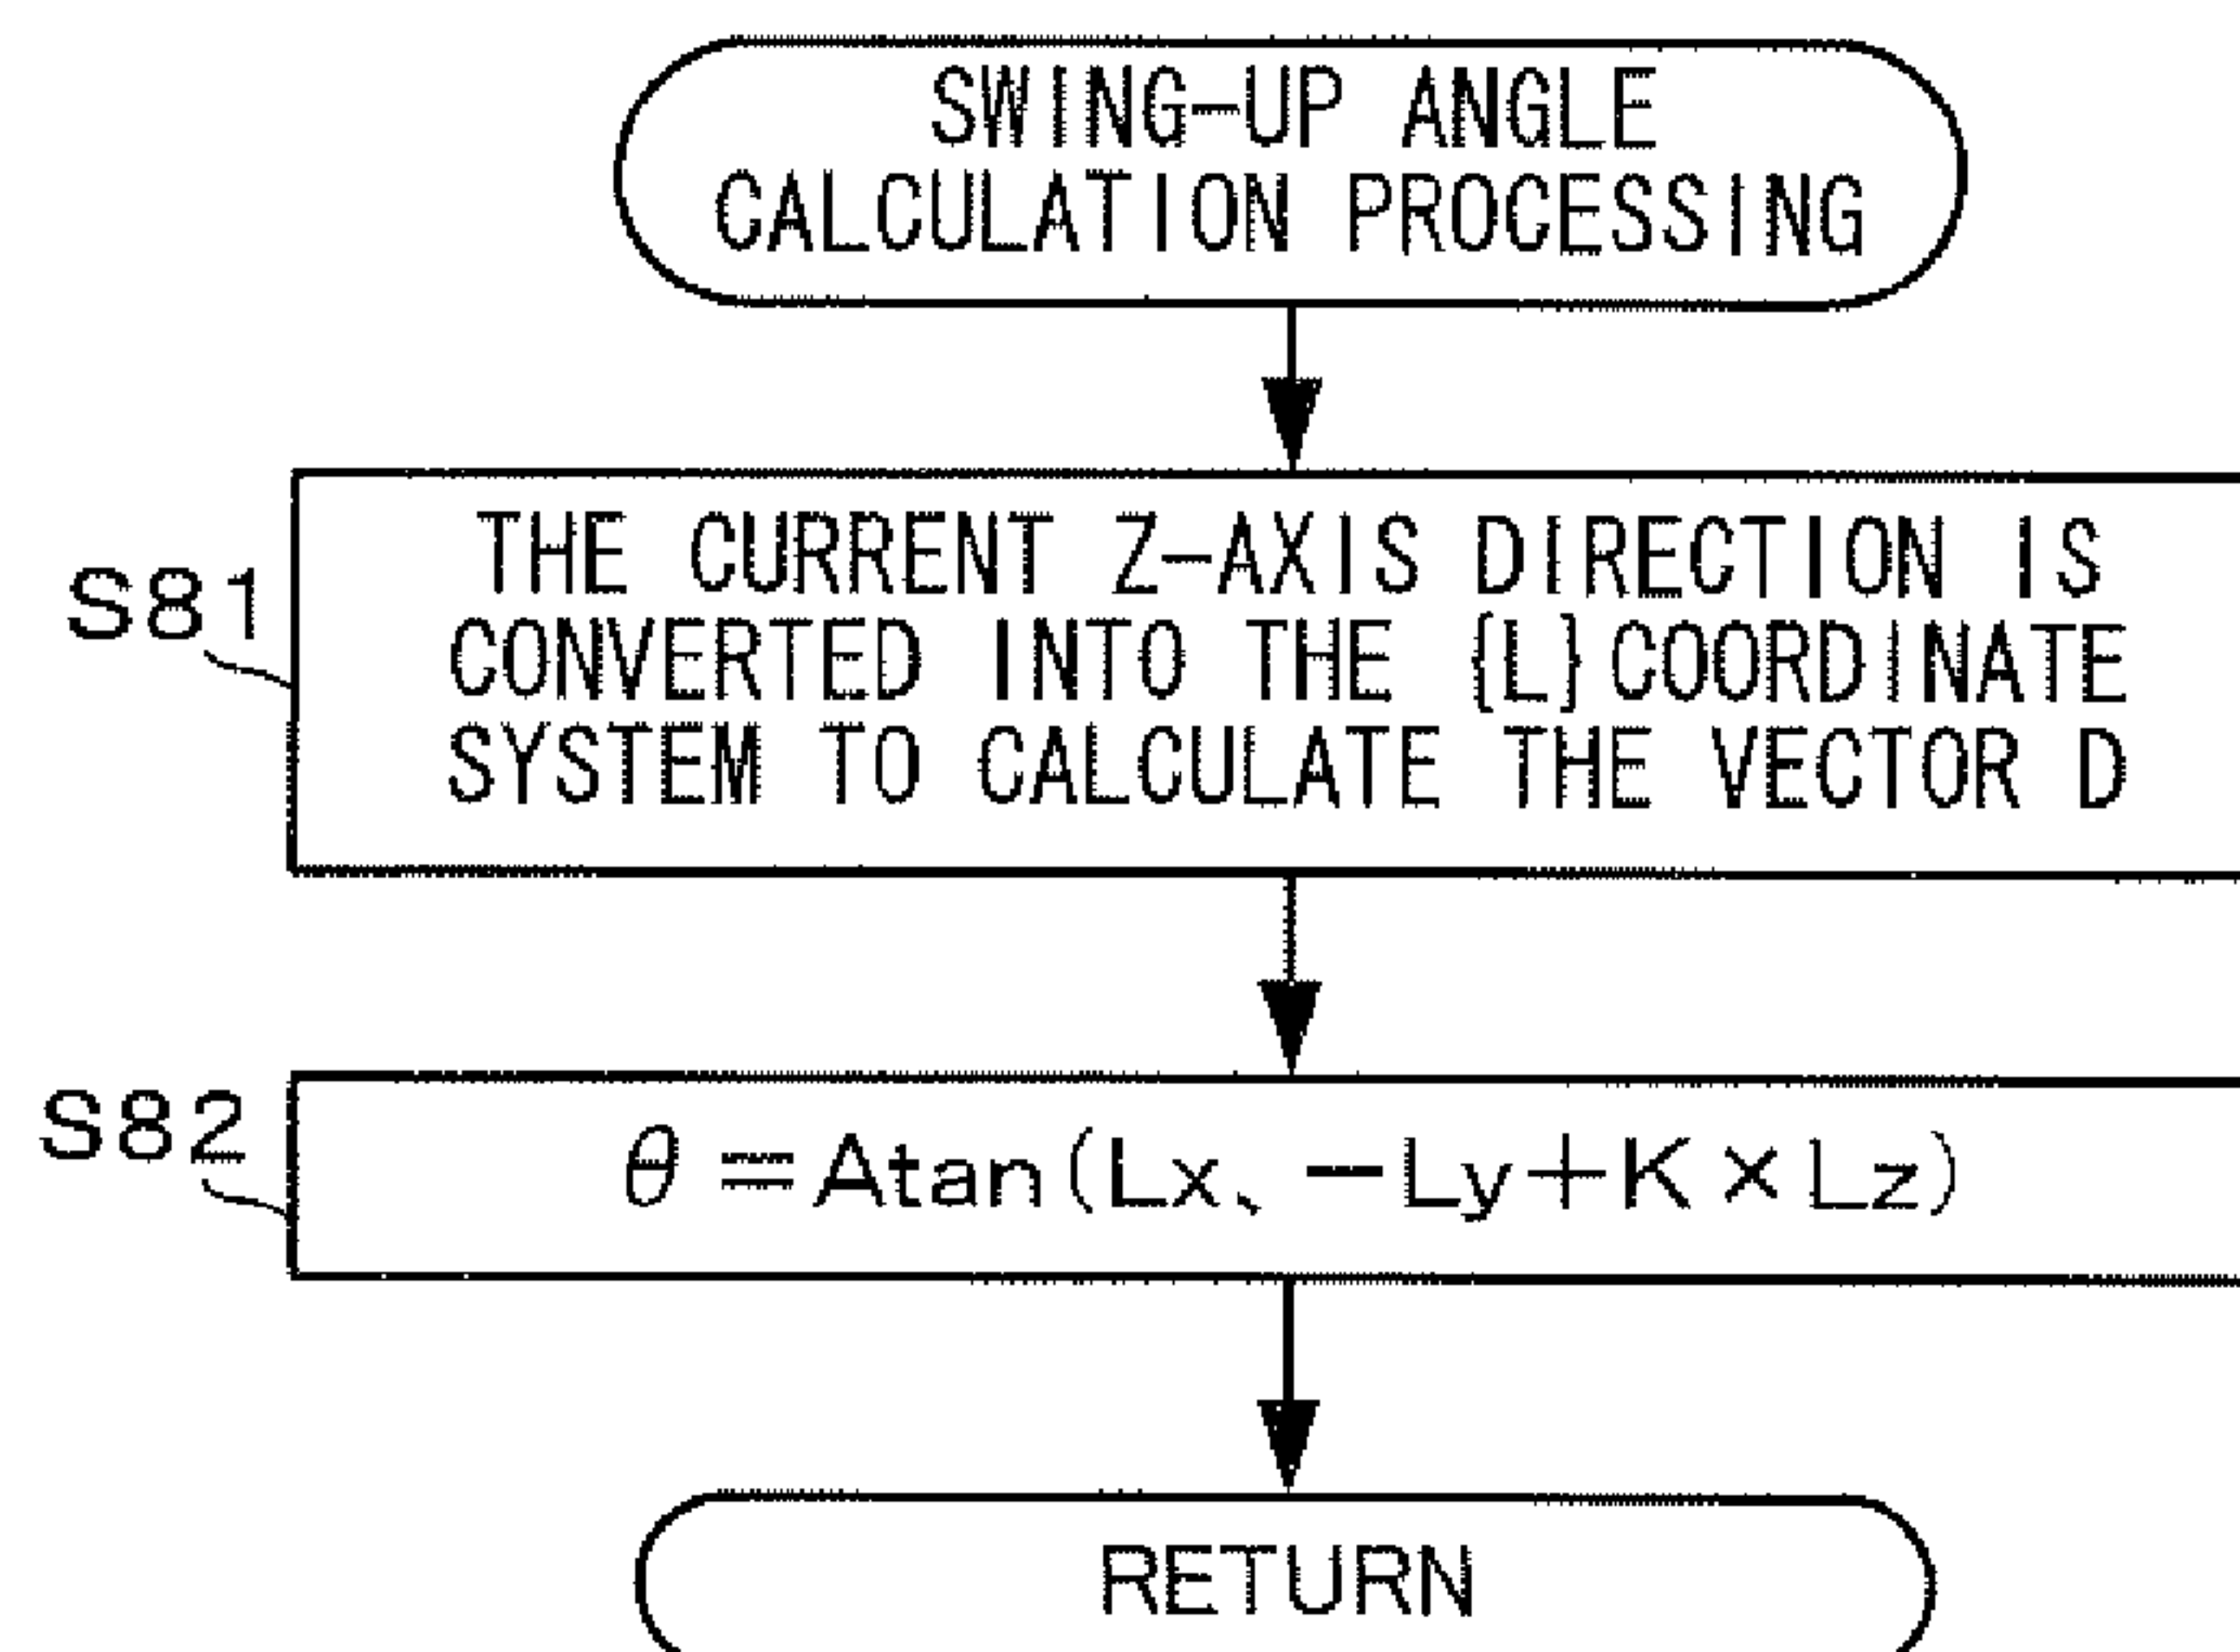 SWING-UP ANGLE
CALCULATION PROCESSING
S81
THE CURRENT Z-AXIS DIRECTION IS
CONVERTED INTO THE {L}COORDINATE
SYSTEM TO CALCULATE THE VECTOR D
S82
θ=Atan(Lx、-Ly+K×Lz)
RETURN